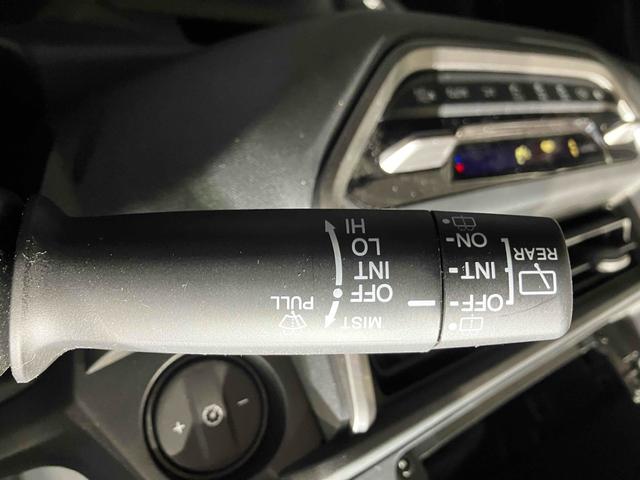 HI
LO
INT
OFF
MIST
PULL
ON
INT
OFF
REAR
+
-